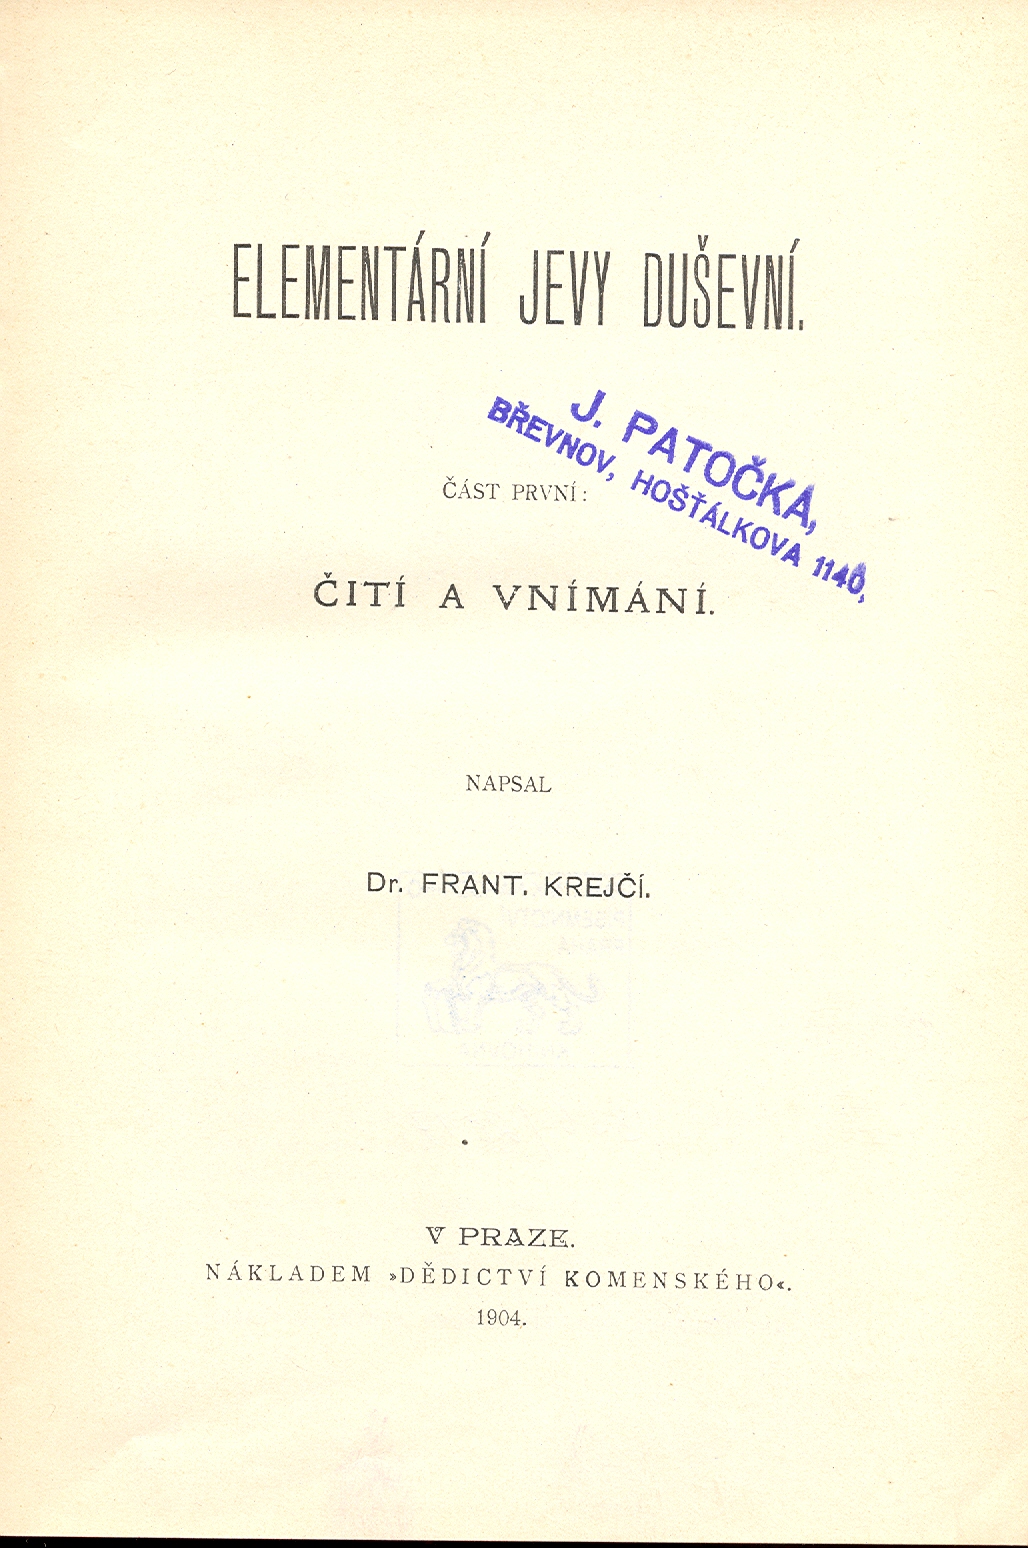 ELEMENTÁRNÍ JEVY DUŠEVNÍ.
J. PATOČKA,
BŘEVNOV, HOŠŤÁLKOVA 1140,
ČÁST PRVNÍ:
ČITÍ A VNÍMÁNÍ.
NAPSAL
Dr. FRANT. KREJČÍ.
V PRAZE.
NÁKLADEM »DĚDICTVÍ KOMENSKÉHO«.
1904.